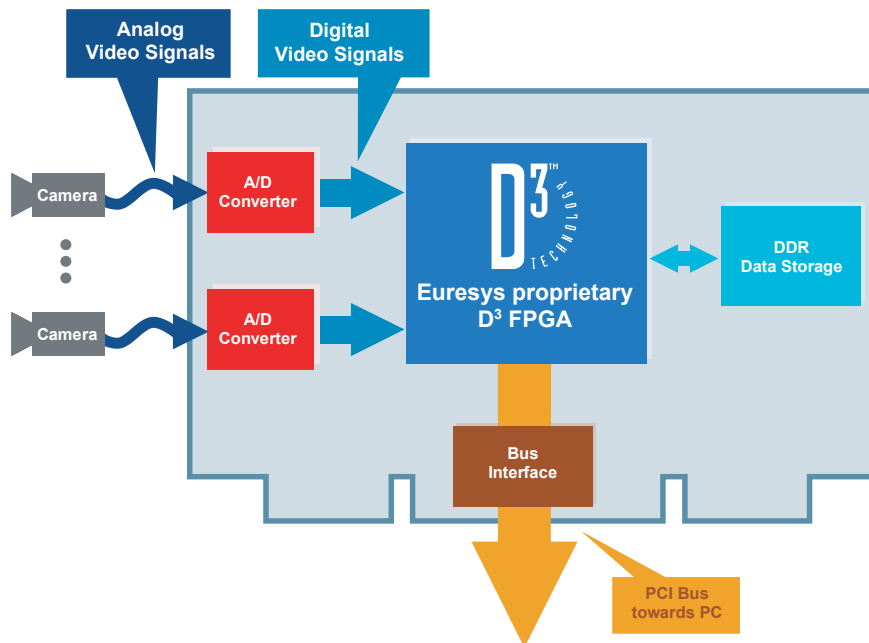 Analog
Video Signals
Digital
Video Signals
Camera
A/D
Converter
D³™
TECHNOLOGY
Euresys proprietary
D³ FPGA
DDR
Data Storage
Camera
A/D
Converter
Bus
Interface
PCI Bus
towards PC